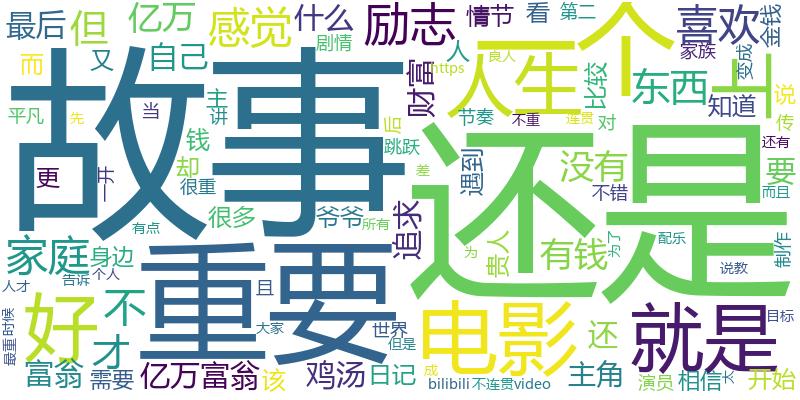 最后
但
亿万
感觉
什么
励志
情节
看
第二
个
喜欢
金钱
而
又
自己
剧情
人
https
良人
人生
家族
变成
上
故事
平凡
先
当
主
讲
财富
后
比较
节奏
不重
连贯
东西
知道
说
传
对
还有
钱
却
跳跃
更
一开
很重
差
遇到
没有
不错
要
而且
还是
很多
有点
爷爷
所有
追求
家庭
身边
个人
告诉
人才
重要
贵人
为
有钱
为了
配乐
说教
制作
好
不
才
且
大家
世界
但是
电影
还
就是
目标
最重
时候
富翁
需要
亿万富翁
该
鸡汤
日记
成
bilibili
不连贯
video
主角
演员
相信
长
开始